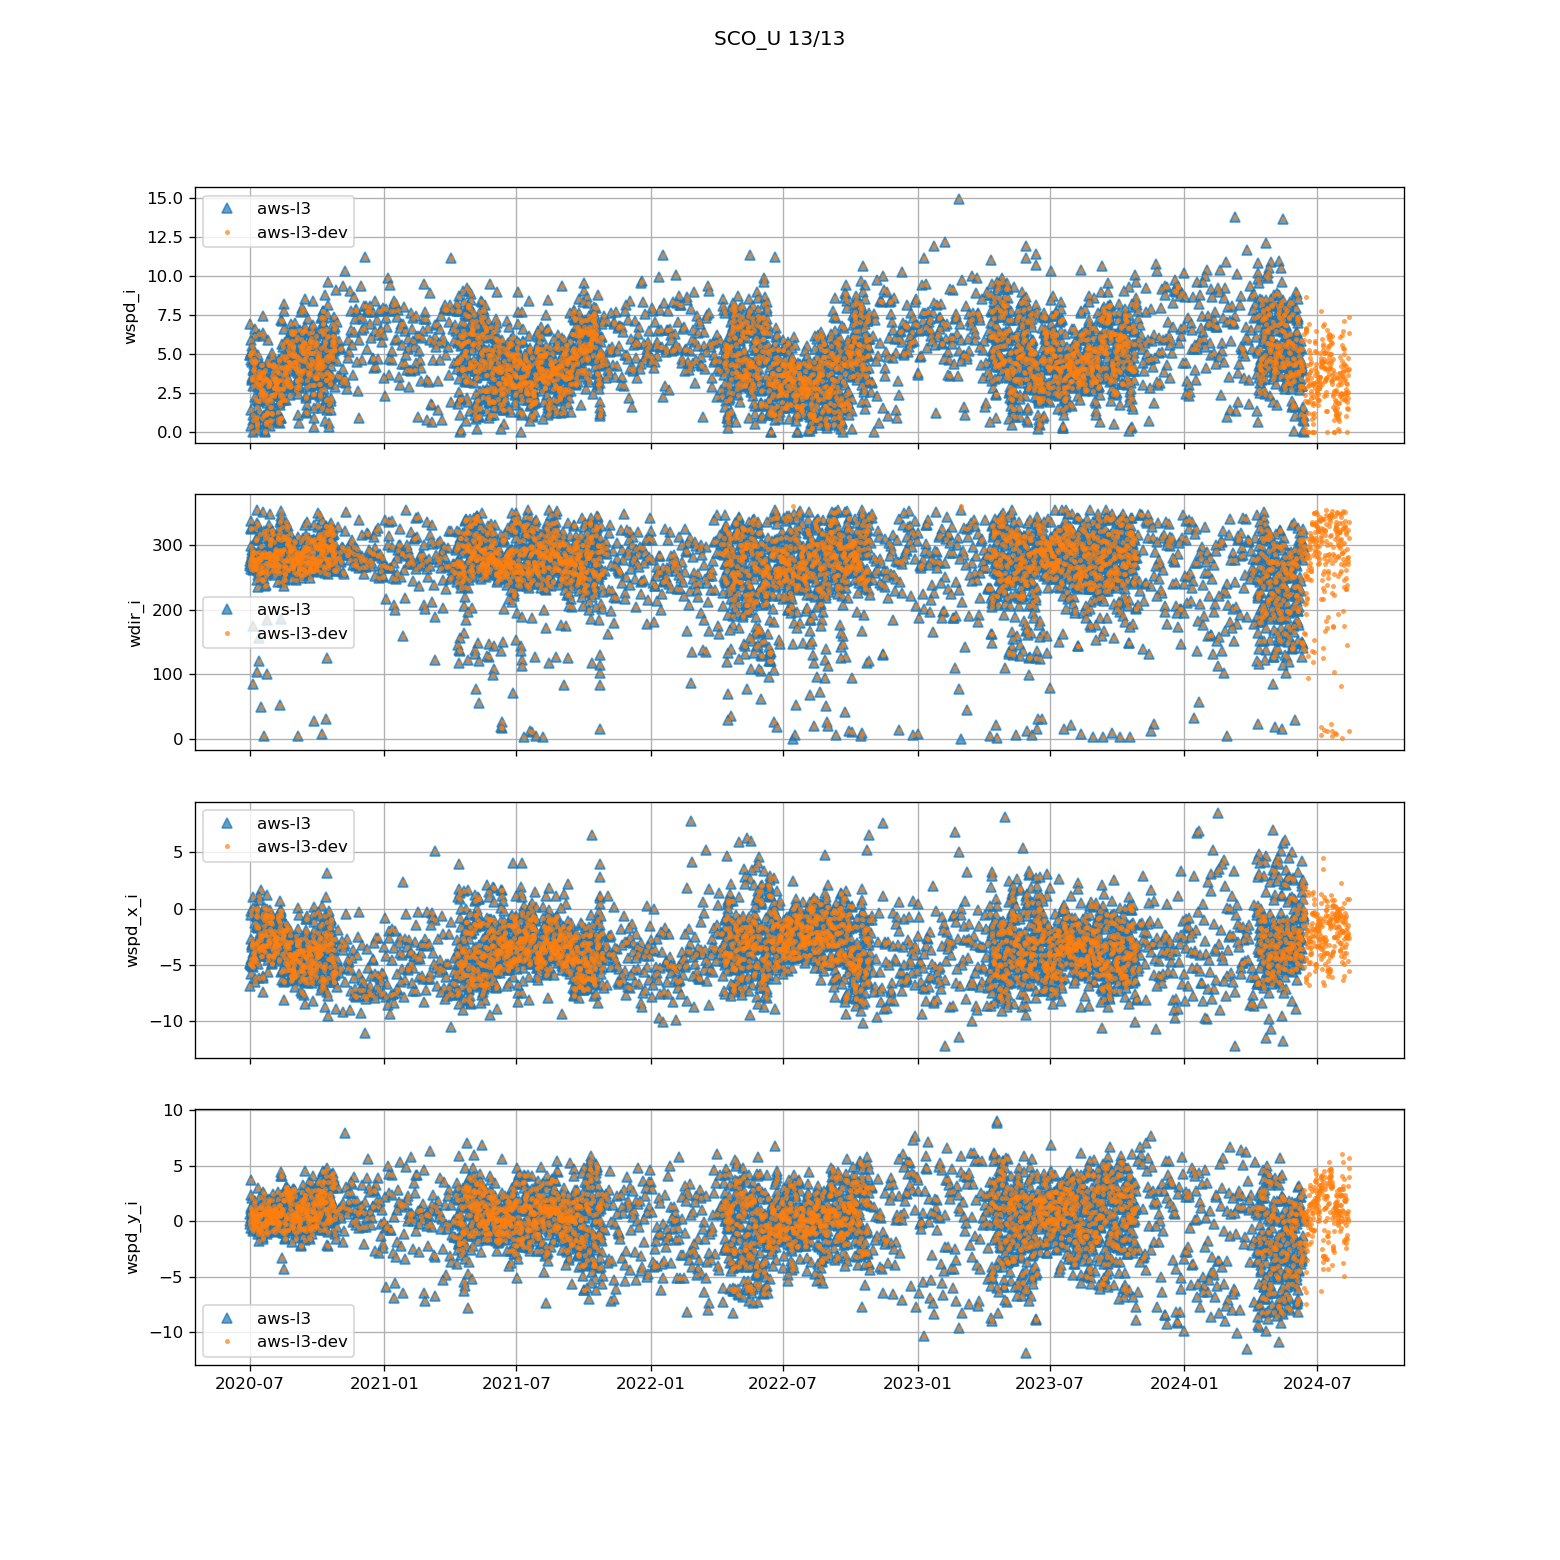 SCO_U 13/13
15.0
12.5
10.0
7.5
5.0
2.5
0.0
wspd_i
aws-l3
aws-l3-dev
300
200
100
0
wdir_i
aws-l3
aws-l3-dev
5
0
−5
−10
wspd_x_i
aws-l3
aws-l3-dev
10
5
0
−5
−10
wspd_y_i
aws-l3
aws-l3-dev
2020-07
2021-01
2021-07
2022-01
2022-07
2023-01
2023-07
2024-01
2024-07